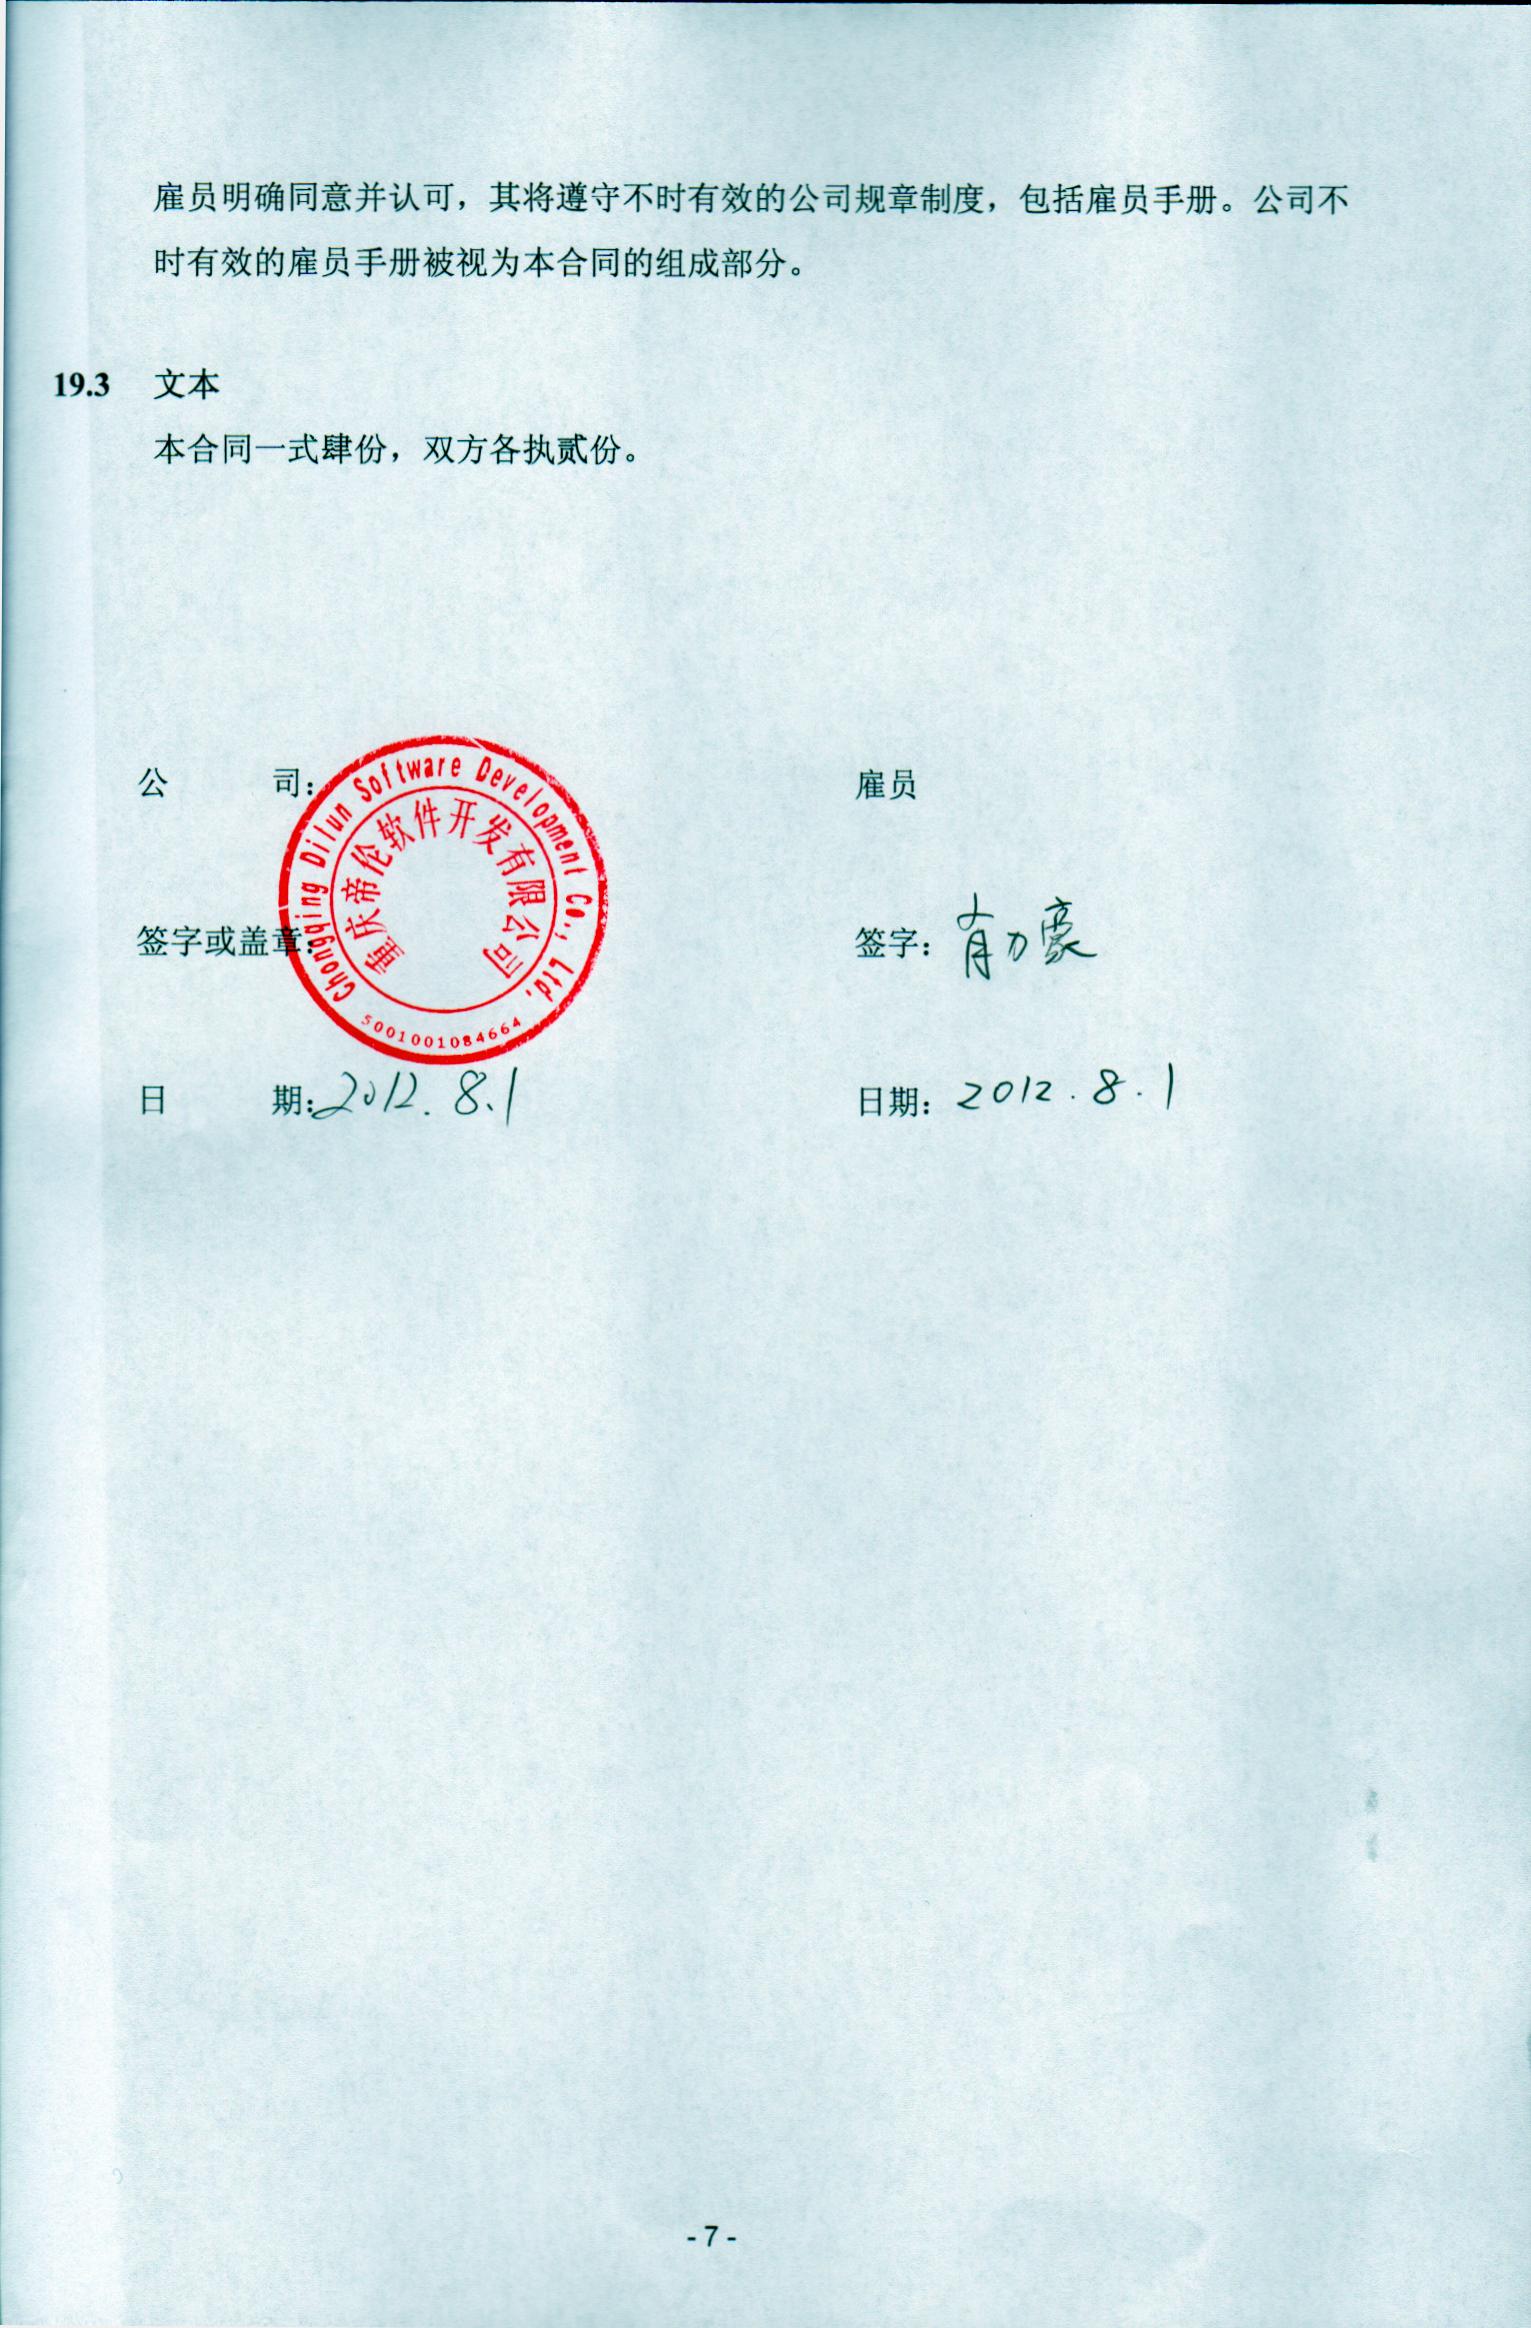 雇员明确同意并认可，其将遵守不时有效的公司规章制度，包括雇员手册。公司不
时有效的雇员手册被视为本合同的组成部分。
19.3 文本
本合同一式肆份，双方各执贰份。
公 司：
雇员
Chongqing Dilun Software Development Co., Ltd.
重庆帝伦软件开发有限公司
5001001084664
签字或盖章：
签字：
日 期：2012.8.1
日期：2012.8.1
- 7 -